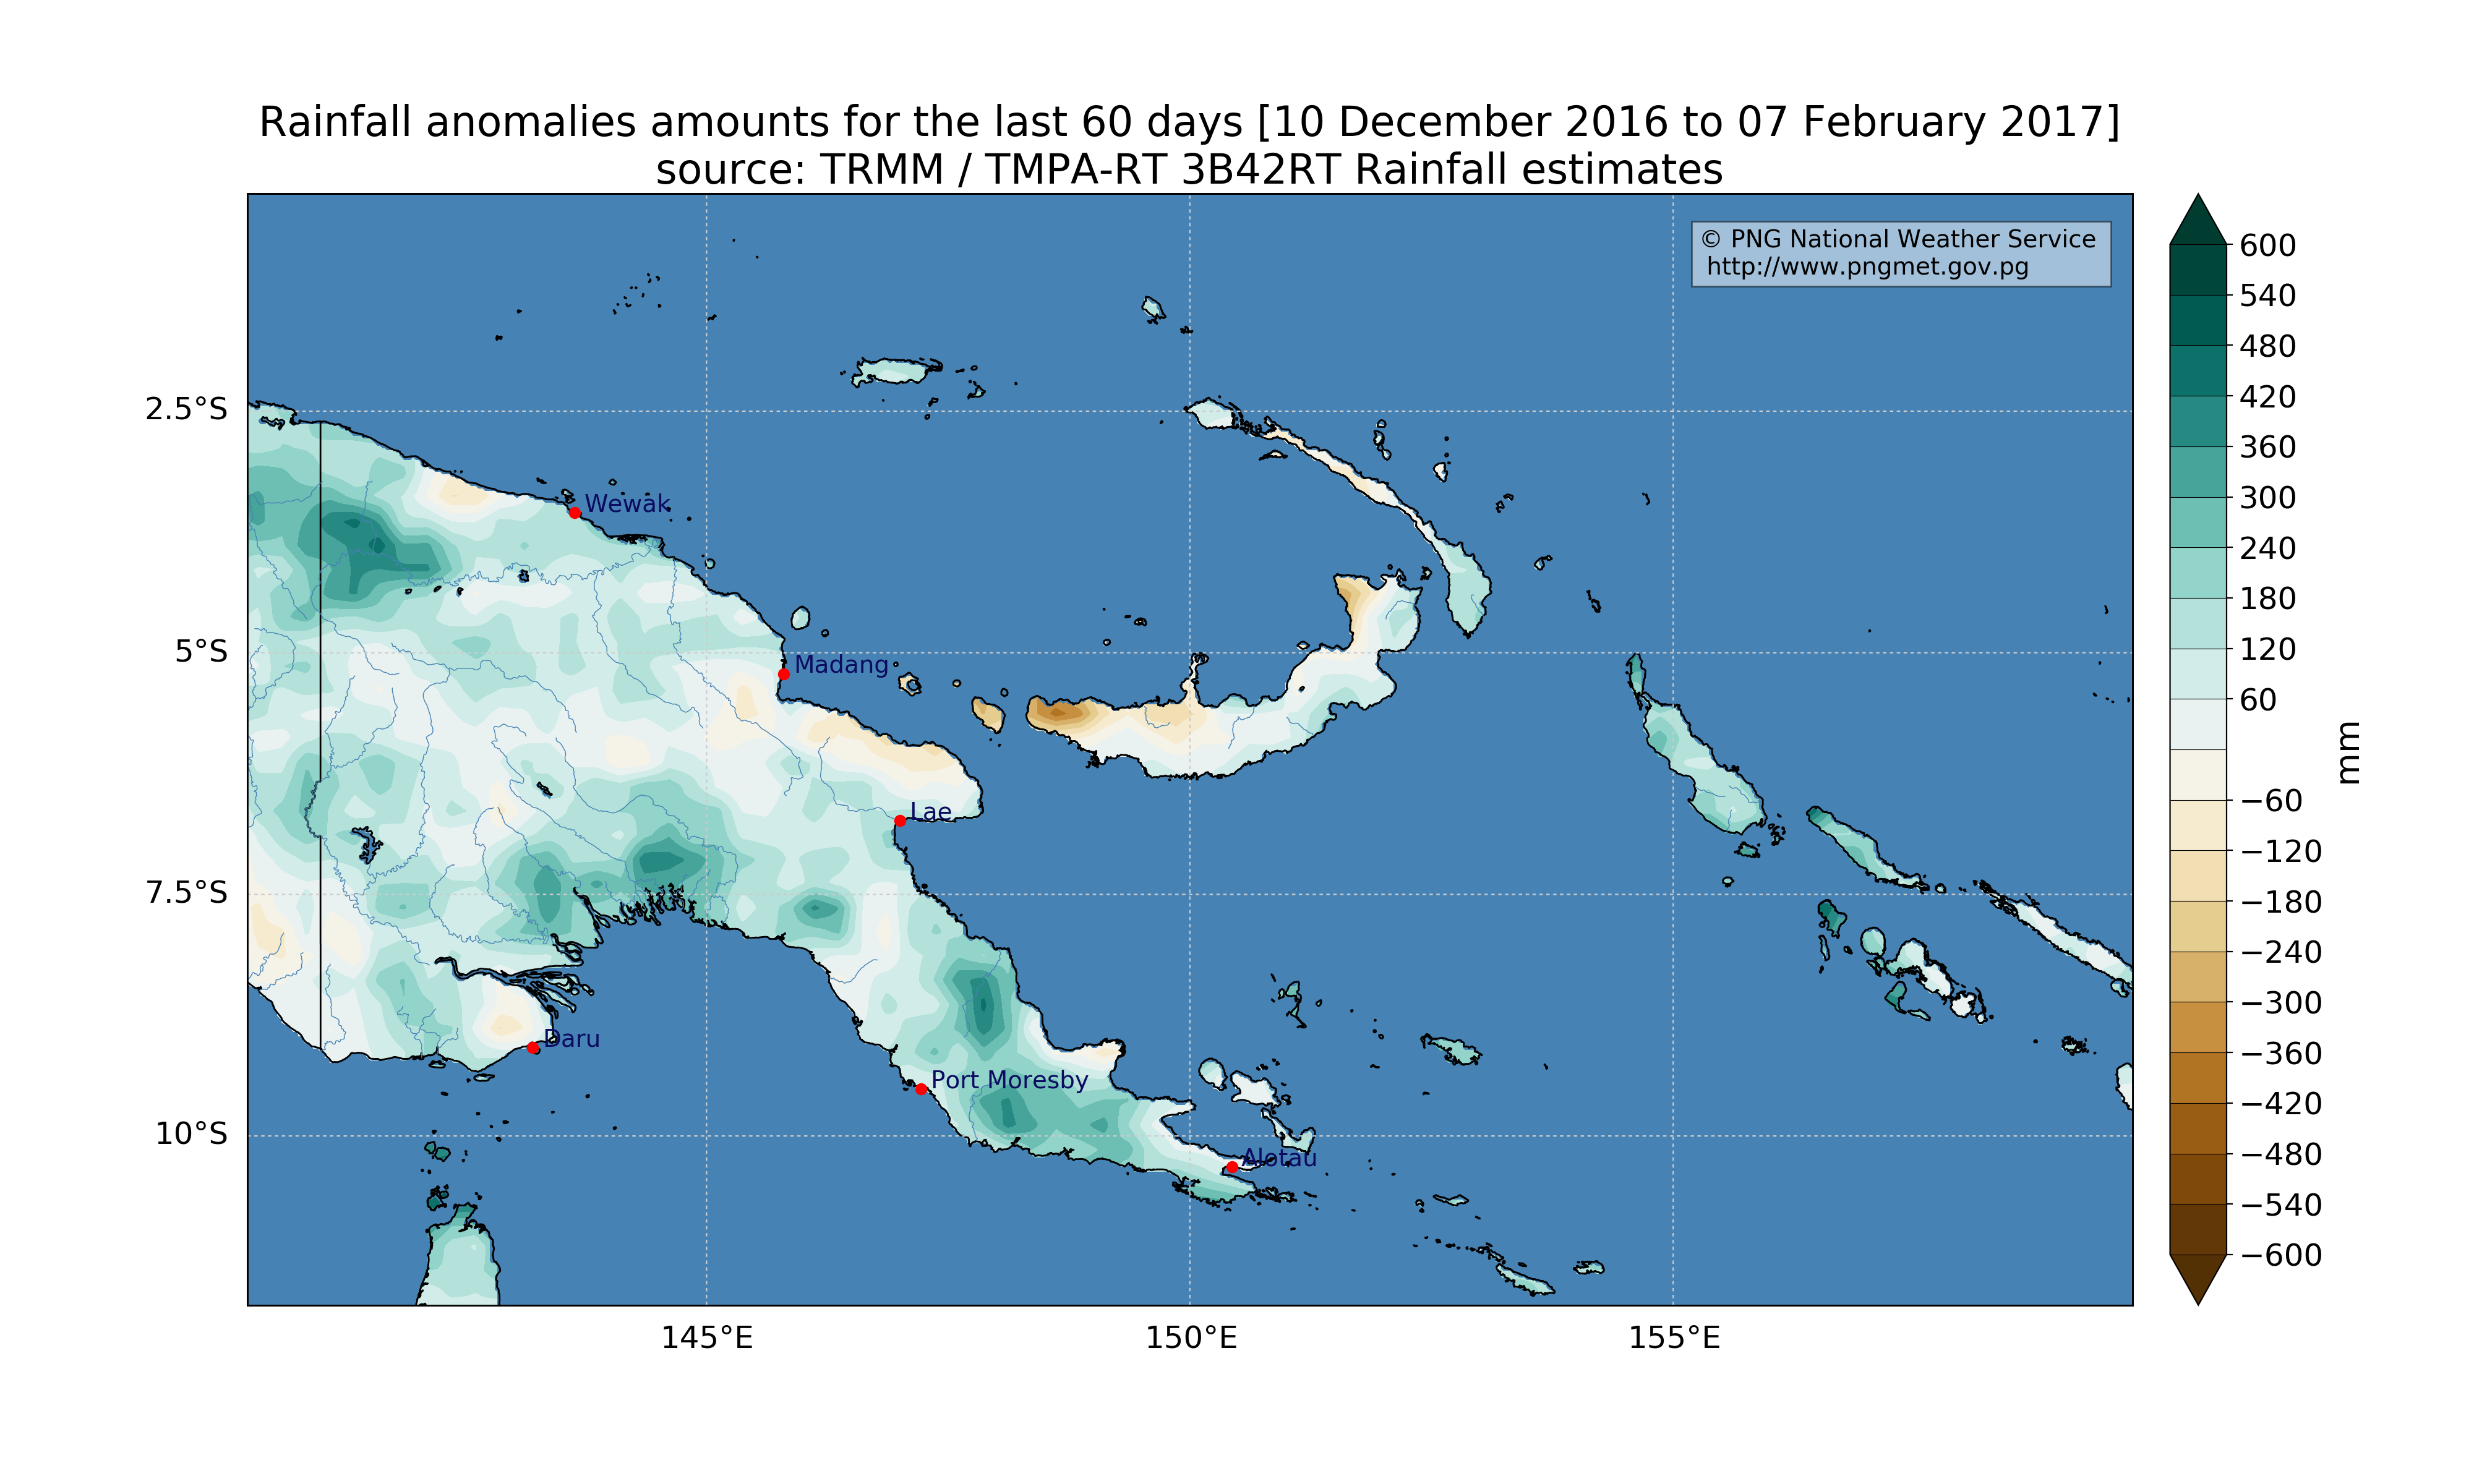 Rainfall anomalies amounts for the last 60 days [10 December 2016 to 07 February 2017]
source: TRMM / TMPA-RT 3B42RT Rainfall estimates
© PNG National Weather Service
http://www.pngmet.gov.pg
2.5°S
5°S
7.5°S
10°S
Wewak
Madang
Lae
Daru
Port Moresby
Alotau
145°E
150°E
155°E
600
540
480
420
360
300
240
180
120
60
−60
−120
−180
−240
−300
−360
−420
−480
−540
−600
mm